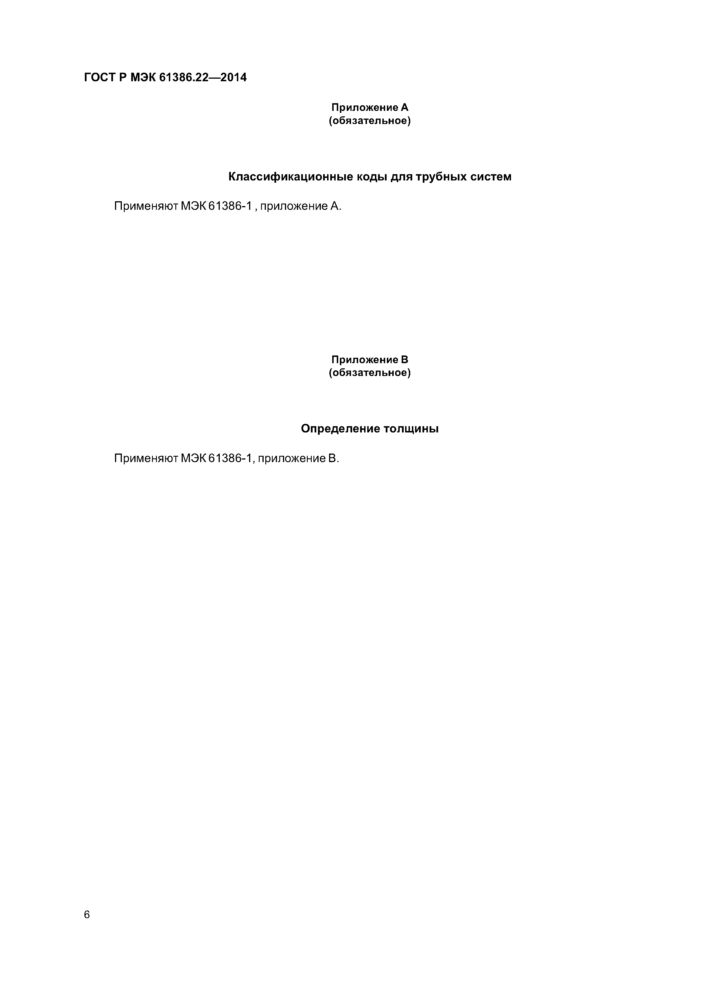 ГОСТ Р МЭК 61386.22—2014
Приложение А
(обязательное)
Классификационные коды для трубных систем
Применяют МЭК 61386-1 , приложение А.
Приложение В
(обязательное)
Определение толщины
Применяют МЭК 61386-1, приложение В.
6